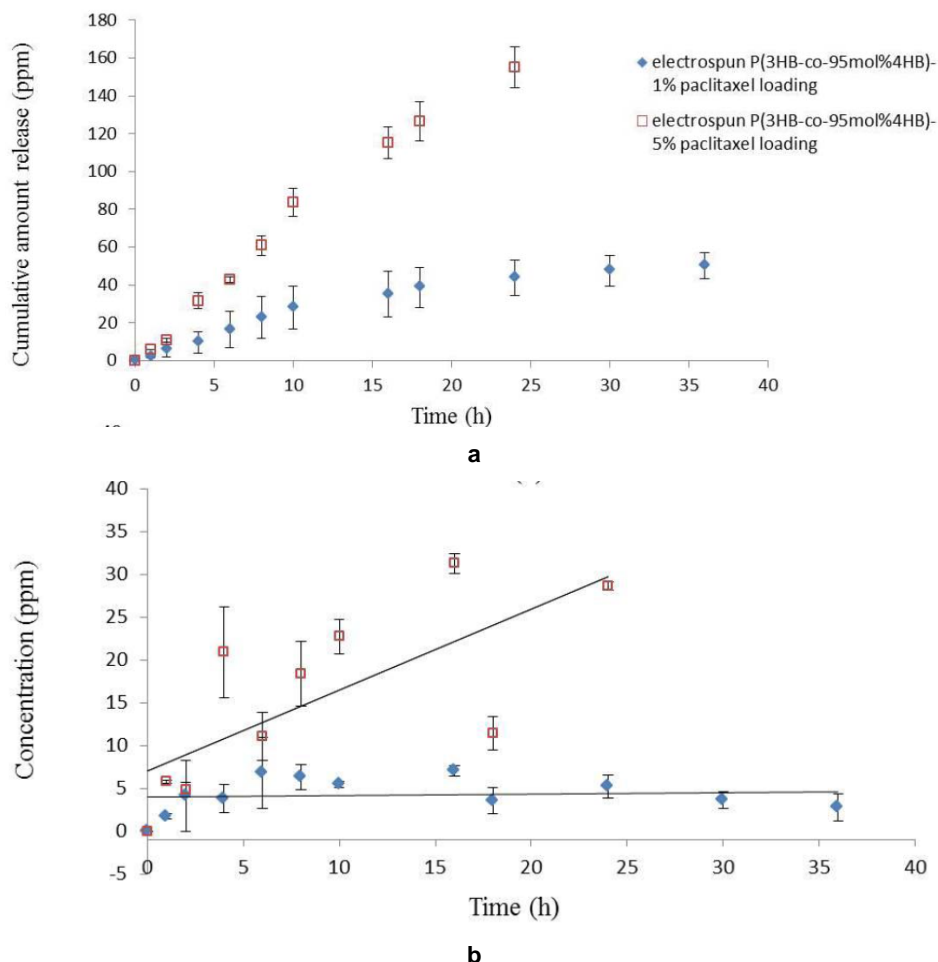 a
180
160
140
120
100
80
60
40
20
0
Cumulative amount release (ppm)
electrospun P(3HB-co-95mol%4HB)-
1% paclitaxel loading
electrospun P(3HB-co-95mol%4HB)-
5% paclitaxel loading
0 5 10 15 20 25 30 35 40
Time (h)
a
40
35
30
25
20
15
10
5
0
-5
Concentration (ppm)
0 5 10 15 20 25 30 35 40
Time (h)
b